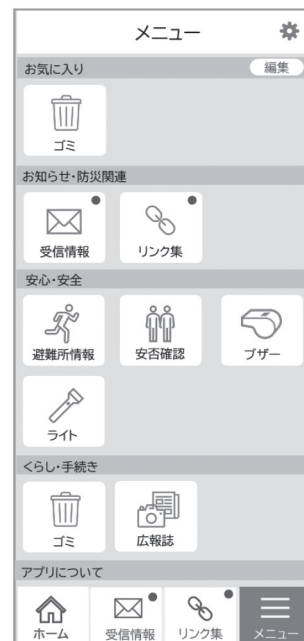 メニュー
お気に入り 編集
ゴミ
お知らせ・防災関連
受信情報 リンク集
安心・安全
避難所情報 安否確認 ブザー
ライト
くらし・手続き
ゴミ 広報誌
アプリについて
ホーム 受信情報 リンク集 メニュー